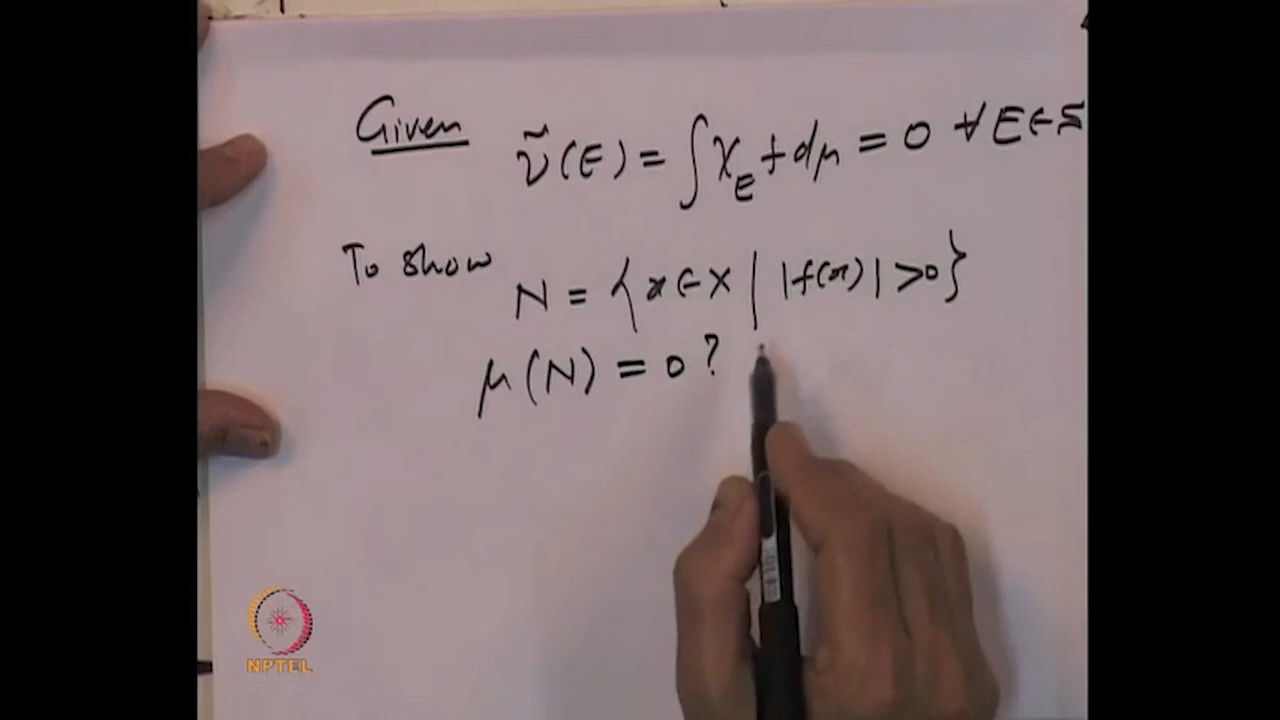 Given ν̃(E) = ∫ χ_E f dμ = 0 ∀ E ∈ S
To show N = { x ∈ X | |f(x)| > 0 }
μ(N) = 0 ?
NPTEL